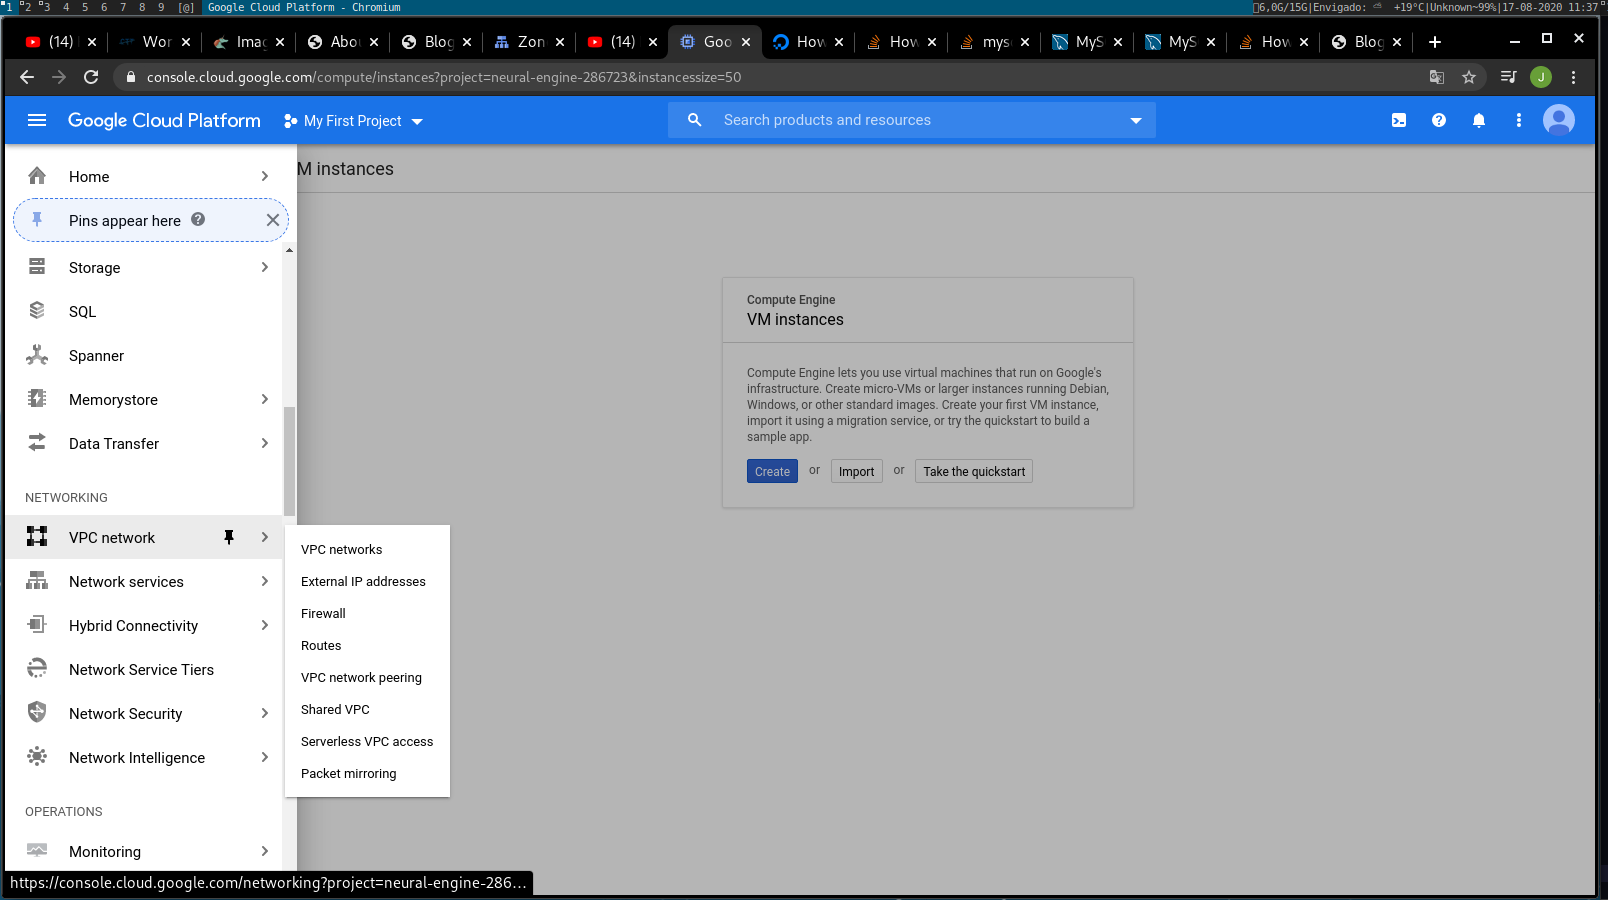 1 2 3 4 5 6 7 8 9 [@] Google Cloud Platform - Chromium
6,0G/15G|Envigado: +19°C|Unknown~99%|17-08-2020 11:37
(14) Wor Imag Abo Blog Zon (14) Goo How How mys MyS MyS How Blog
console.cloud.google.com/compute/instances?project=neural-engine-286723&instancessize=50
J
Google Cloud Platform My First Project Search products and resources
Home
M instances
Pins appear here
Storage
SQL
Spanner
Memorystore
Data Transfer
NETWORKING
VPC network
Network services
Hybrid Connectivity
Network Service Tiers
Network Security
Network Intelligence
OPERATIONS
Monitoring
VPC networks
External IP addresses
Firewall
Routes
VPC network peering
Shared VPC
Serverless VPC access
Packet mirroring
Compute Engine
VM instances
Compute Engine lets you use virtual machines that run on Google's
infrastructure. Create micro-VMs or larger instances running Debian,
Windows, or other standard images. Create your first VM instance,
import it using a migration service, or try the quickstart to build a
sample app.
Create or Import or Take the quickstart
https://console.cloud.google.com/networking?project=neural-engine-286…